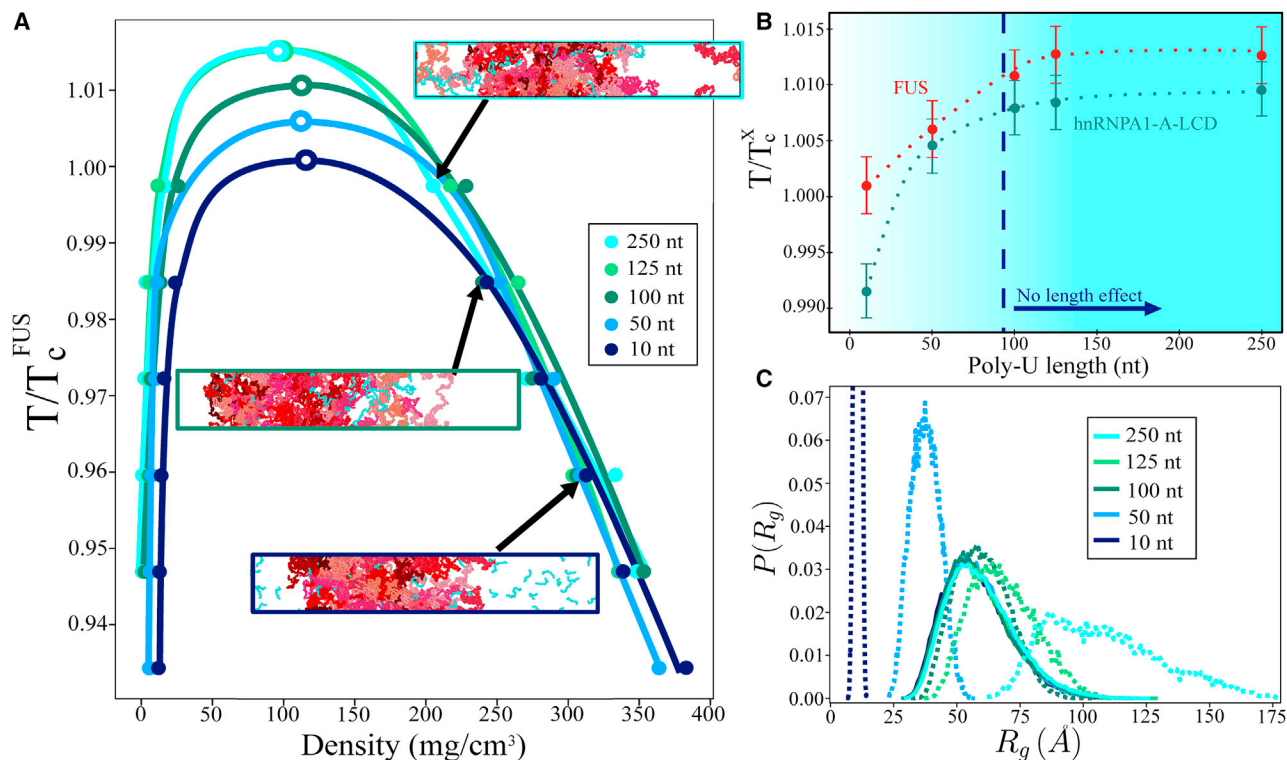 A
1.01
1.00
0.99
0.98
0.97
0.96
0.95
0.94
T/T_c^FUS
250 nt
125 nt
100 nt
50 nt
10 nt
0 50 100 150 200 250 300 350 400
Density (mg/cm³)
B
1.015
1.010
1.005
1.000
0.995
0.990
T/T_c^X
FUS
hnRNPA1-A-LCD
No length effect
0 50 100 150 200 250
Poly-U length (nt)
C
0.07
0.06
0.05
0.04
0.03
0.02
0.01
0.00
P(R_g)
250 nt
125 nt
100 nt
50 nt
10 nt
0 25 50 75 100 125 150 175
R_g (Å)